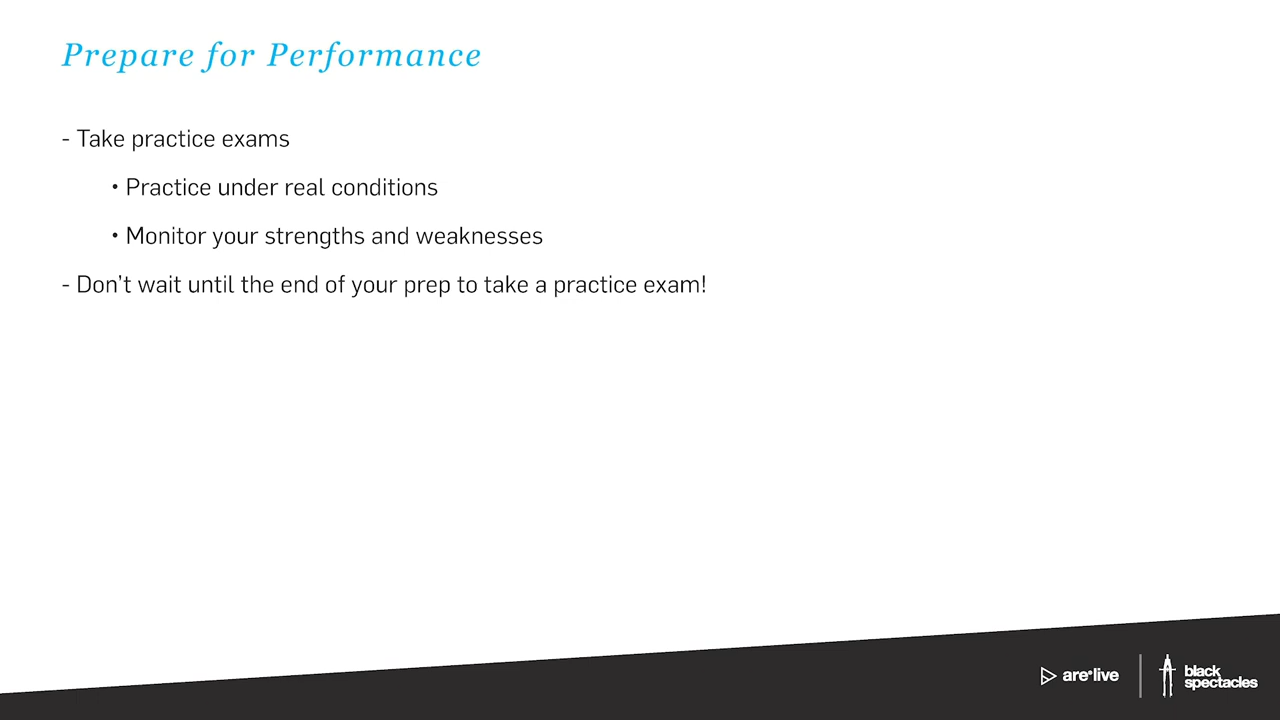 Prepare for Performance
- Take practice exams
• Practice under real conditions
• Monitor your strengths and weaknesses
- Don't wait until the end of your prep to take a practice exam!
are•live
black
spectacles